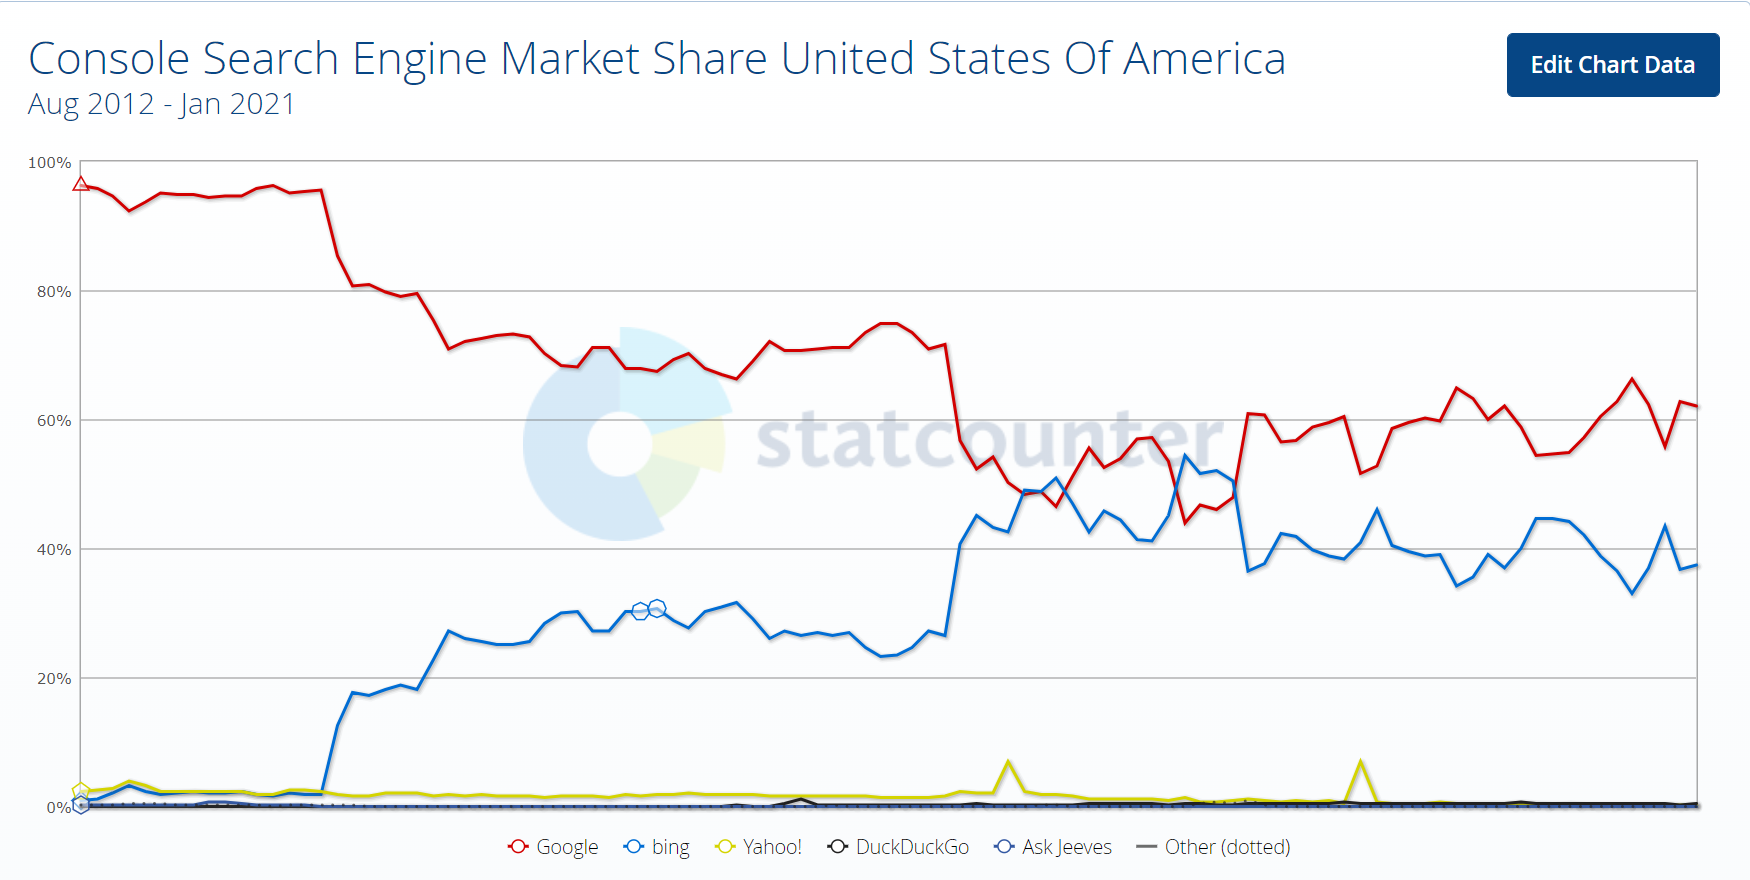 Console Search Engine Market Share United States Of America
Edit Chart Data
Aug 2012 - Jan 2021
100%
80%
60%
40%
20%
0%
statcounter
Google bing Yahoo! DuckDuckGo Ask Jeeves Other (dotted)